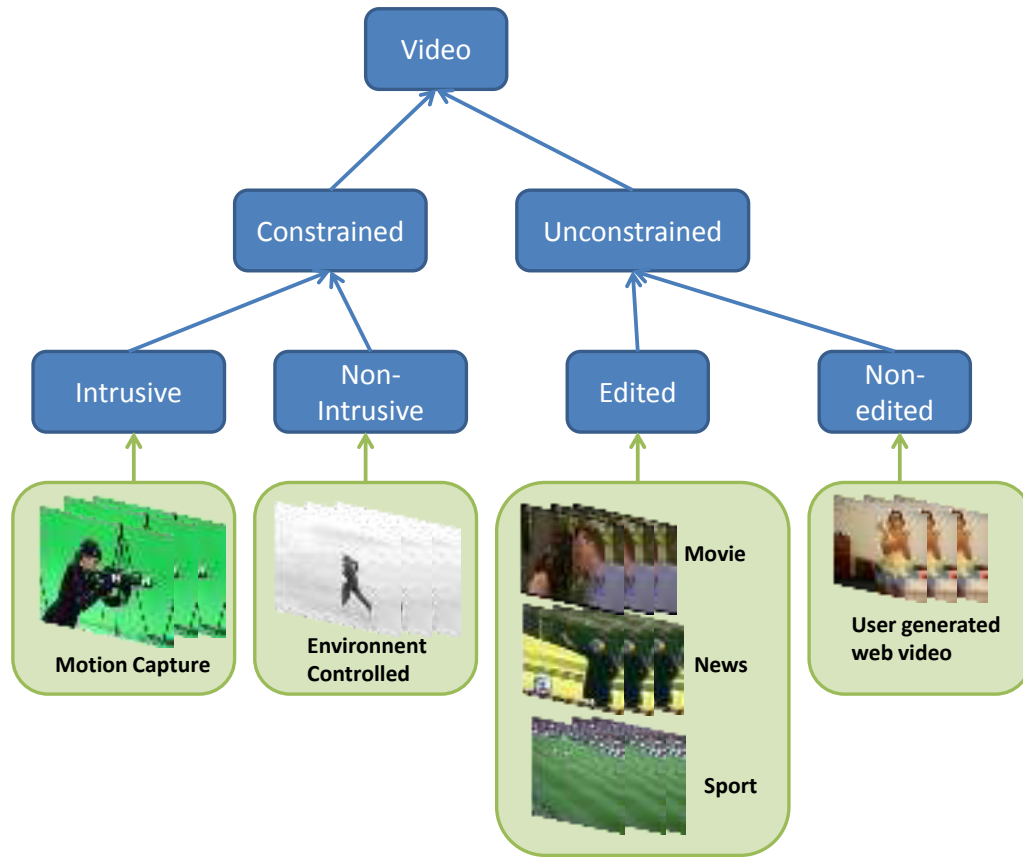 Video
Constrained
Unconstrained
Intrusive
Non-
Intrusive
Edited
Non-
edited
Motion Capture
Environnent
Controlled
Movie
News
Sport
User generated
web video